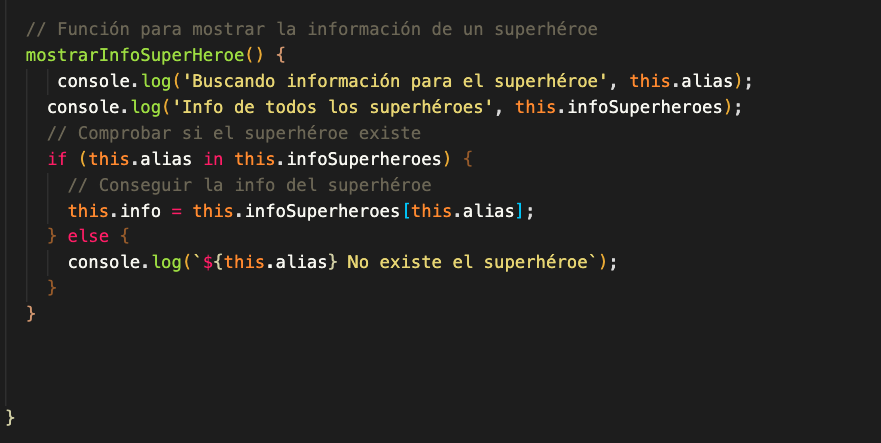 // Función para mostrar la información de un superhéroe
mostrarInfoSuperHeroe() {
console.log('Buscando información para el superhéroe', this.alias);
console.log('Info de todos los superhéroes', this.infoSuperheroes);
// Comprobar si el superhéroe existe
if (this.alias in this.infoSuperheroes) {
// Conseguir la info del superhéroe
this.info = this.infoSuperheroes[this.alias];
} else {
console.log(`${this.alias} No existe el superhéroe`);
}
}
}